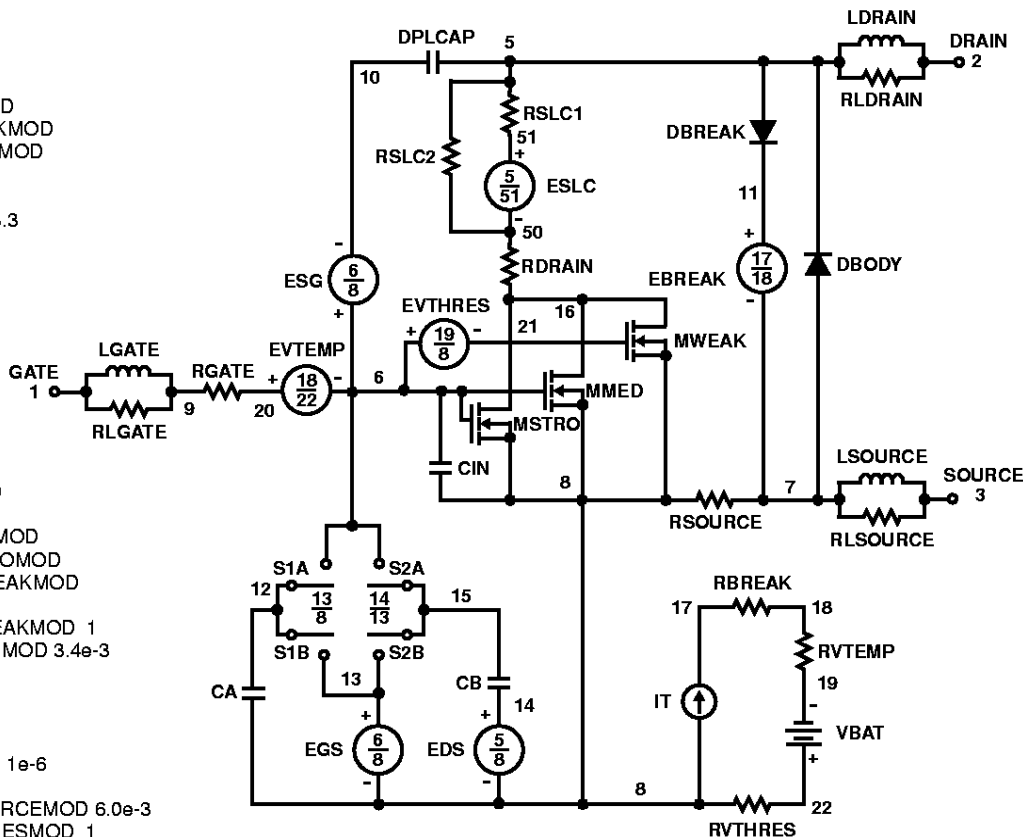 LDRAIN
DPLCAP 5 DRAIN
10 2
RLDRAIN
D
KMOD
MOD
RSLC1
DBREAK
51
+
RSLC2
5
51
ESLC
11
.3
-
50
+
-
RDRAIN
17
18
EBREAK
DBODY
ESG
6
8
+
-
EVTHRES
16
+ 19 -
8
21
MWEAK
LGATE
EVTEMP
GATE
1
RGATE
+ 18 -
22
6
MMED
9
20
MSTRO
RLGATE
LSOURCE
CIN
8
7
SOURCE
3
RSOURCE
RLSOURCE
MOD
OMOD
EAKMOD
S1A
S2A
12
13
8
14
13
15
RBREAK
17
18
EAKMOD 1
MOD 3.4e-3
S1B
S2B
RVTEMP
13
CB
19
CA
14
IT
-
+
+
VBAT
EGS
6
8
EDS
5
8
+
1e-6
-
-
8
22
RCEMOD 6.0e-3
ESMOD 1
RVTHRES